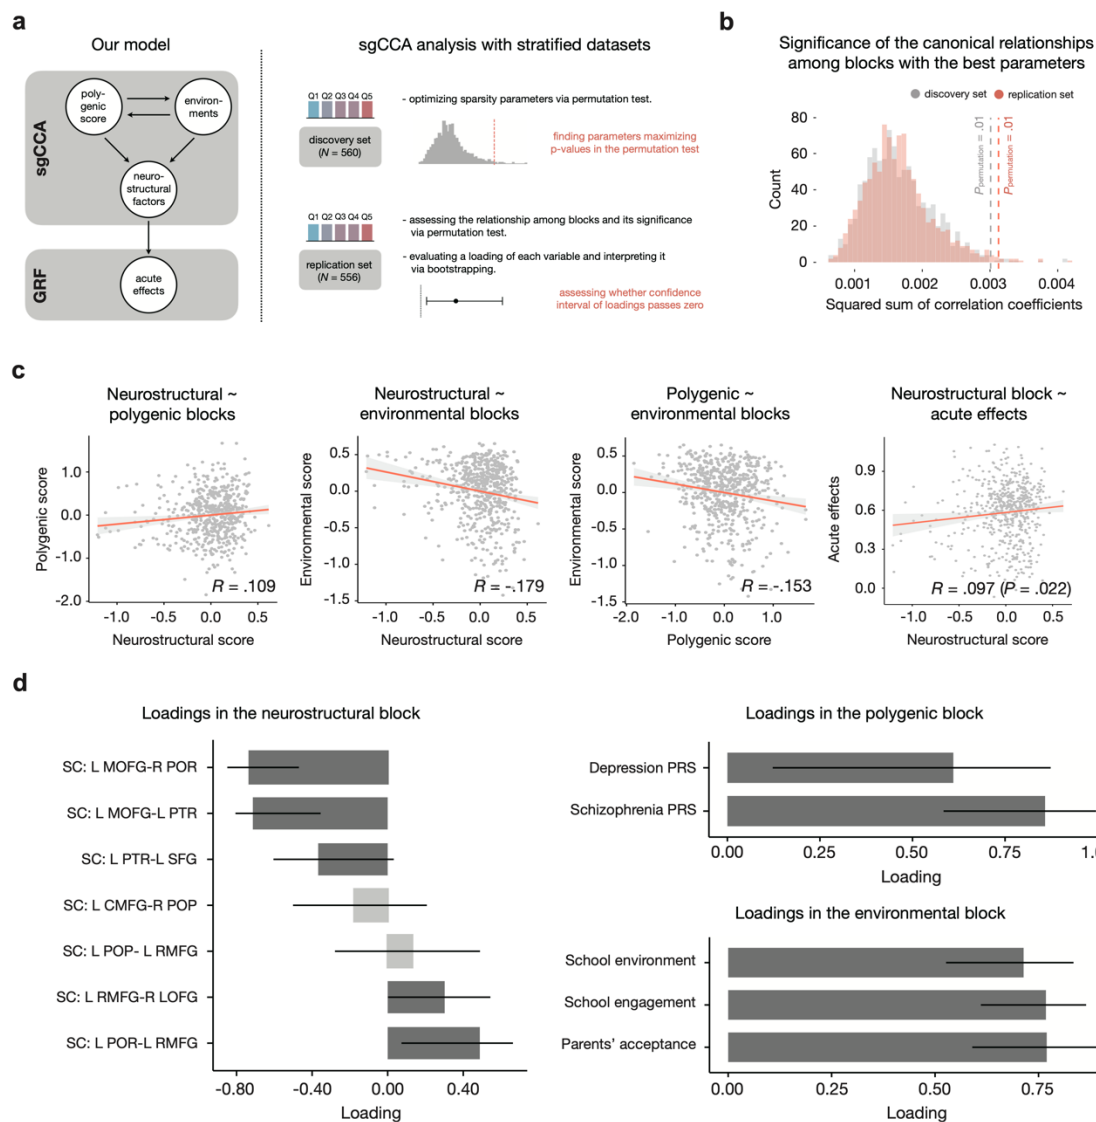 a
Our model
sgCCA
poly-
genic
score
environ-
ments
neuro-
structural
factors
GRF
acute
effects
sgCCA analysis with stratified datasets
Q1 Q2 Q3 Q4 Q5
discovery set
(N = 560)
- optimizing sparsity parameters via permutation test.
finding parameters maximizing
p-values in the permutation test
Q1 Q2 Q3 Q4 Q5
replication set
(N = 556)
- assessing the relationship among blocks and its significance
via permutation test.
- evaluating a loading of each variable and interpreting it
via bootstrapping.
assessing whether confidence
interval of loadings passes zero
b
Significance of the canonical relationships
among blocks with the best parameters
discovery set replication set
Ppermutation = .01
Ppermutation = .01
Count
80
60
40
20
0
0.001 0.002 0.003 0.004
Squared sum of correlation coefficients
c
Neurostructural ~
polygenic blocks
Polygenic score
1.0
0.0
-1.0
-2.0
R = .109
-1.0 -0.5 0.0 0.5
Neurostructural score
Neurostructural ~
environmental blocks
Environmental score
0.5
0.0
-0.5
-1.0
-1.5
R = -.179
-1.0 -0.5 0.0 0.5
Neurostructural score
Polygenic ~
environmental blocks
Environmental score
0.5
0.0
-0.5
-1.0
-1.5
R = -.153
-2.0 -1.0 0.0 1.0
Polygenic score
Neurostructural block ~
acute effects
Acute effects
0.9
0.6
0.3
0.0
R = .097 (P = .022)
-1.0 -0.5 0.0 0.5
Neurostructural score
d
Loadings in the neurostructural block
SC: L MOFG-R POR
SC: L MOFG-L PTR
SC: L PTR-L SFG
SC: L CMFG-R POP
SC: L POP- L RMFG
SC: L RMFG-R LOFG
SC: L POR-L RMFG
-0.80 -0.40 0.00 0.40
Loading
Loadings in the polygenic block
Depression PRS
Schizophrenia PRS
0.00 0.25 0.50 0.75 1.0
Loading
Loadings in the environmental block
School environment
School engagement
Parents' acceptance
0.00 0.25 0.50 0.75
Loading